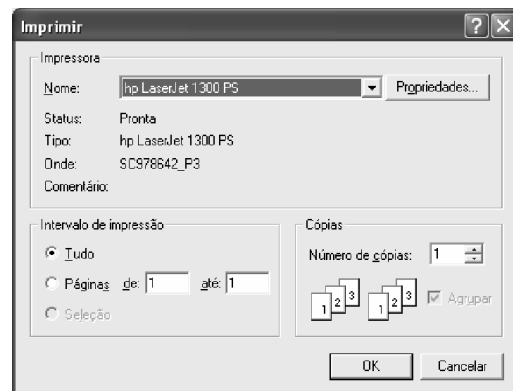 Imprimir
Impressora
Nome: hp LaserJet 1300 PS Propriedades...
Status: Pronta
Tipo: hp LaserJet 1300 PS
Onde: SC978642_P3
Comentário:
Intervalo de impressão
Tudo
Páginas de: 1 até: 1
Seleção
Cópias
Número de cópias: 1
1 2 3 1 2 3 Agrupar
OK Cancelar